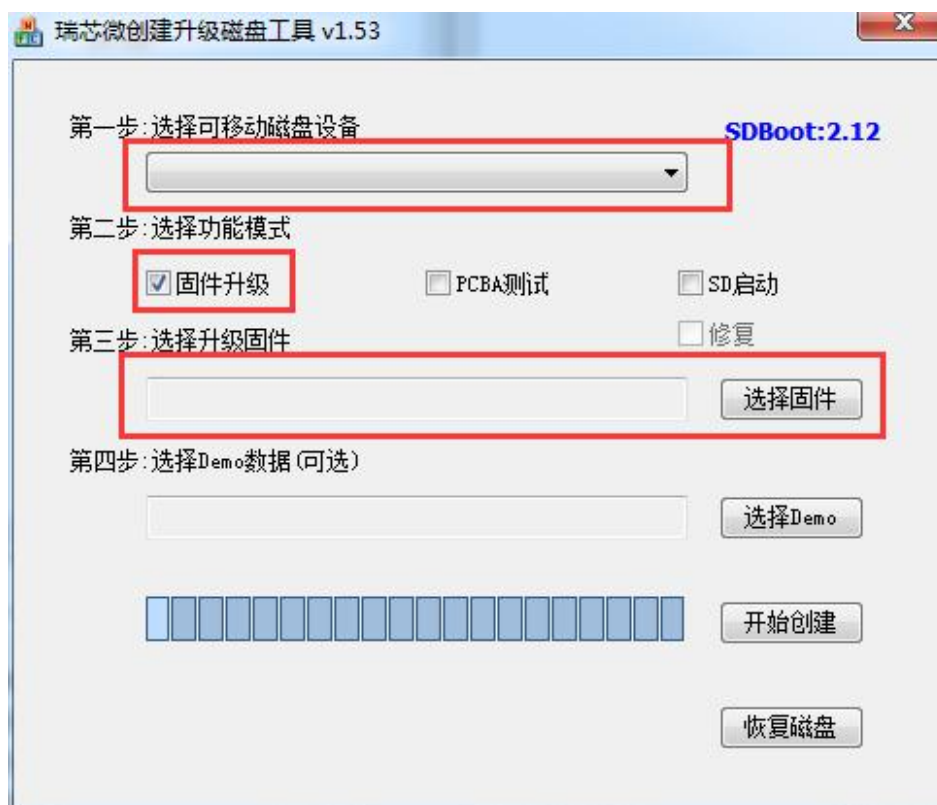 瑞芯微创建升级磁盘工具 v1.53
第一步:选择可移动磁盘设备
SDBoot:2.12
第二步:选择功能模式
固件升级
PCBA测试
SD启动
修复
第三步:选择升级固件
选择固件
第四步:选择Demo数据(可选)
选择Demo
开始创建
恢复磁盘